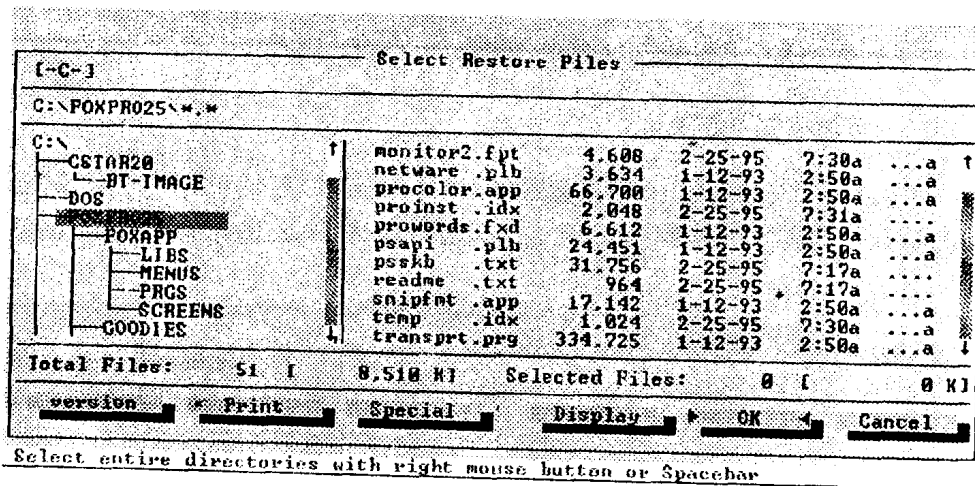 Select Restore Files
[-C-]
C:\FOXPRO25\*.*
C:\
CSTAR20
BT-IMAGE
DOS
FOXAPP
LIBS
MENUS
PRGS
SCREENS
GOODIES
monitor2.fpt 4,608 2-25-95 7:30a ...a
netware .plb 3,634 1-12-93 2:50a ...a
procolor.app 66,700 1-12-93 2:50a ...a
proinst .idx 2,048 2-25-95 7:31a ....
prowords.fxd 6,612 1-12-93 2:50a ...a
psapi .plb 24,451 1-12-93 2:50a ...a
psskb .txt 31,756 2-25-95 7:17a ....
readme .txt 964 2-25-95 7:17a ....
snipfmt .app 17,142 1-12-93 2:50a ...a
temp .idx 1,024 2-25-95 7:30a ...a
transprt.prg 334,725 1-12-93 2:50a ...a
Total Files: 51 [ 8,510 K] Selected Files: 0 [ 0 K]
Version Print Special Display OK Cancel
Select entire directories with right mouse button or Spacebar